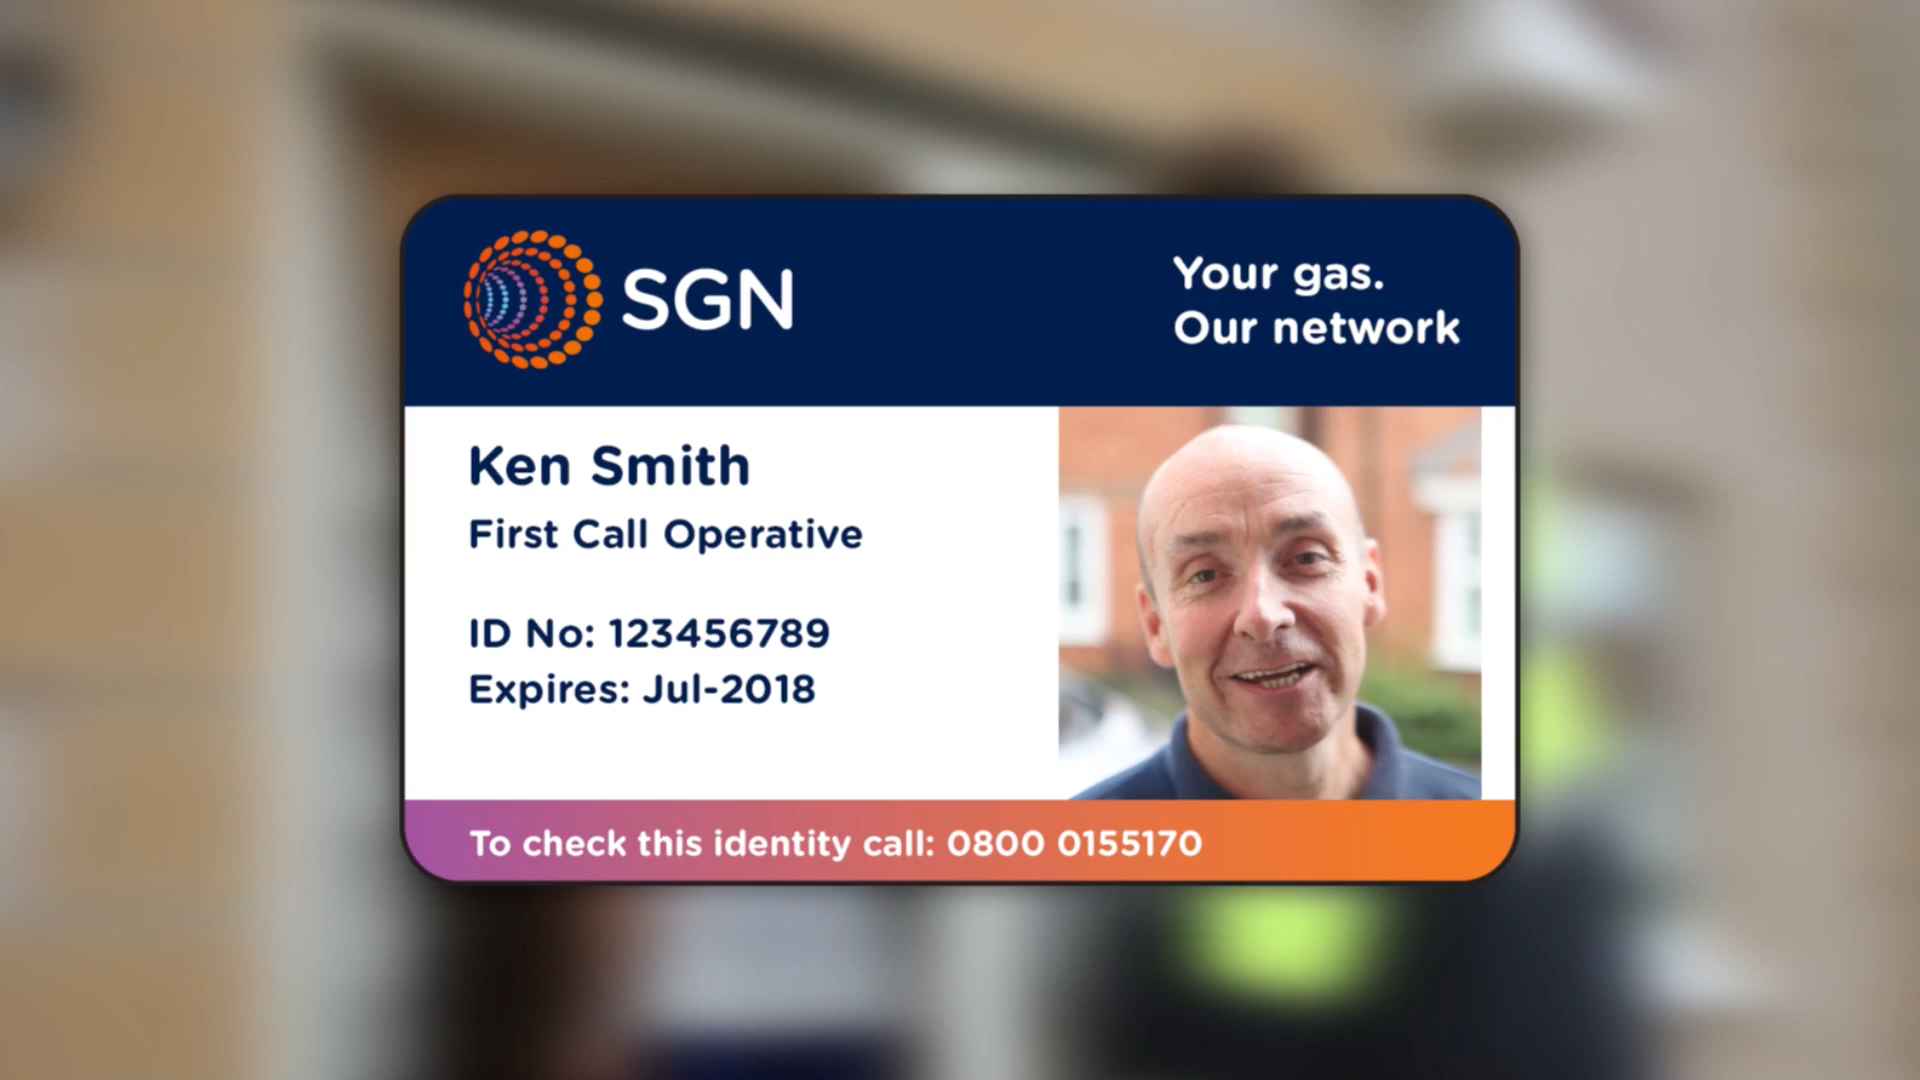 SGN
Your gas.
Our network
Ken Smith
First Call Operative
ID No: 123456789
Expires: Jul-2018
To check this identity call: 0800 0155170